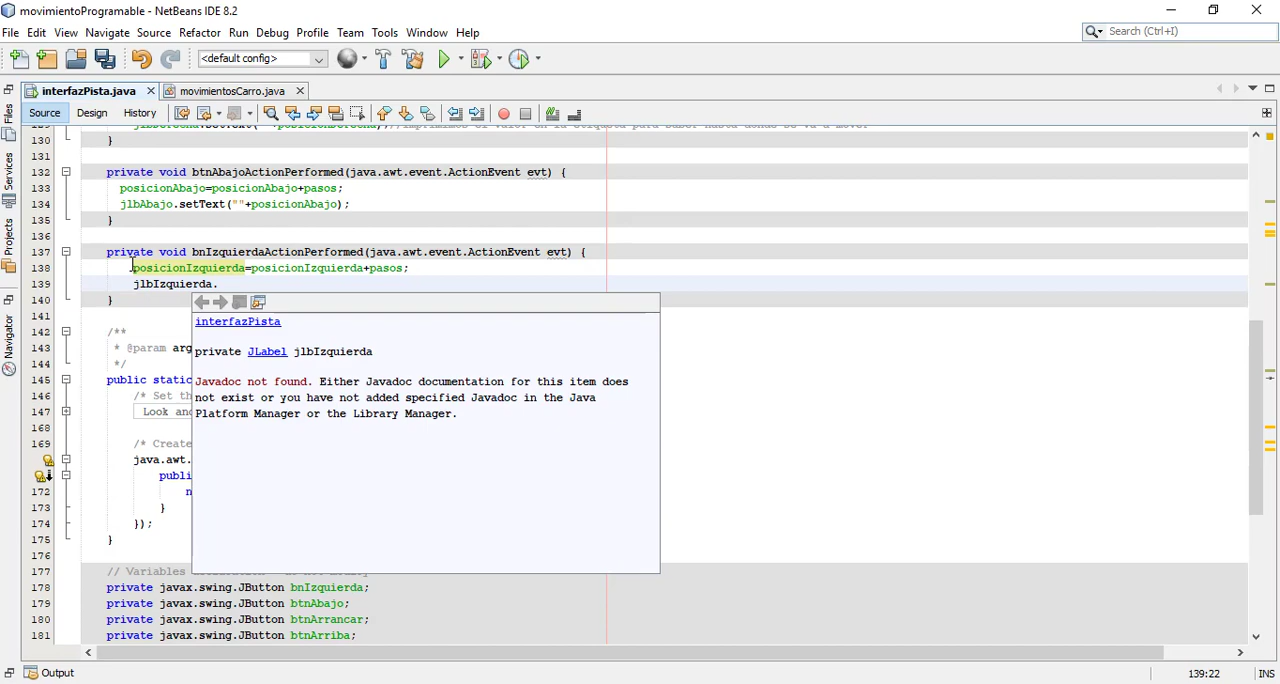 movimientoProgramable - NetBeans IDE 8.2
File Edit View Navigate Source Refactor Run Debug Profile Team Tools Window Help
Search (Ctrl+I)
<default config>
interfazPista.java
movimientosCarro.java
Source Design History
130 }
131
132 private void btnAbajoActionPerformed(java.awt.event.ActionEvent evt) {
133 posicionAbajo=posicionAbajo+pasos;
134 jlbAbajo.setText(""+posicionAbajo);
135 }
136
137 private void bnIzquierdaActionPerformed(java.awt.event.ActionEvent evt) {
138 posicionIzquierda=posicionIzquierda+pasos;
139 jlbIzquierda.
140 }
141
142 /**
143 * @param arg
144 */
145 public static
146 /* Set th
147 Look and
168
169 /* Create
java.awt.
publi
172 n
173 }
174 });
175 }
176
177
178 private javax.swing.JButton bnIzquierda;
179 private javax.swing.JButton btnAbajo;
180 private javax.swing.JButton btnArrancar;
181 private javax.swing.JButton btnArriba;
interfazPista
private JLabel jlbIzquierda
Javadoc not found. Either Javadoc documentation for this item does
not exist or you have not added specified Javadoc in the Java
Platform Manager or the Library Manager.
Files
Services
Projects
Navigator
Output
139:22
INS